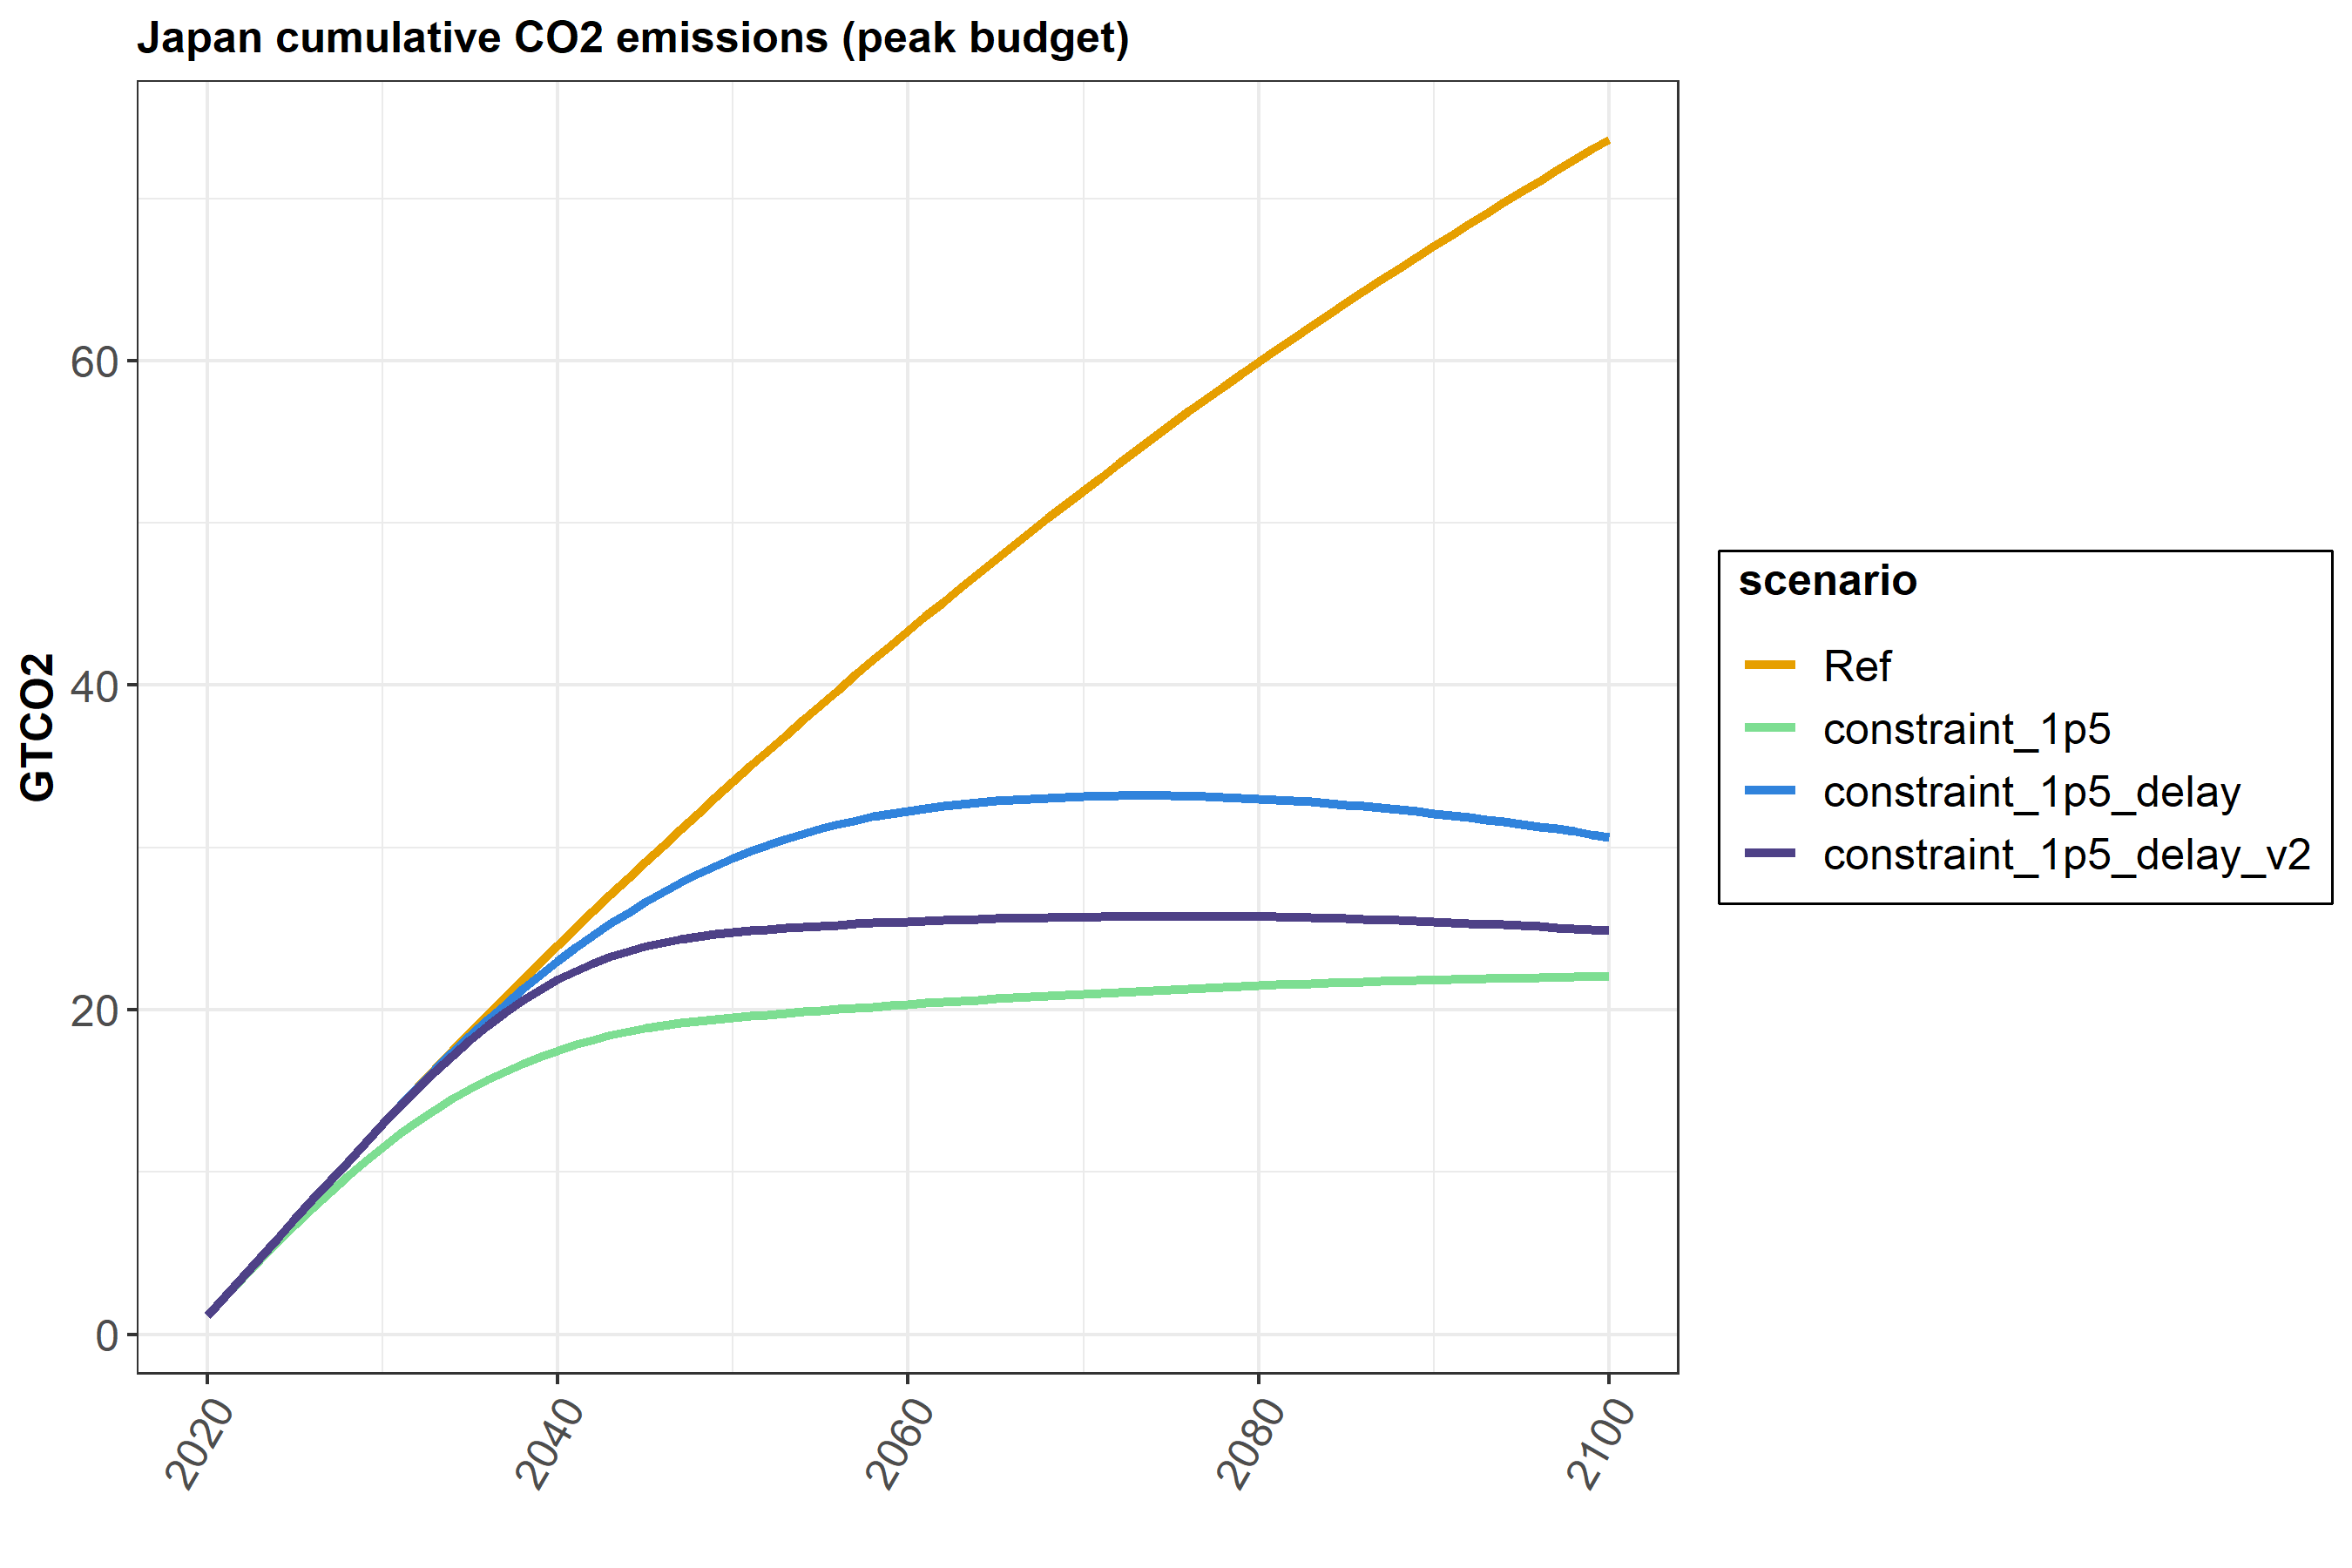 Japan cumulative CO2 emissions (peak budget)
GTCO2
60
40
20
0
2020
2040
2060
2080
2100
scenario
Ref
constraint_1p5
constraint_1p5_delay
constraint_1p5_delay_v2